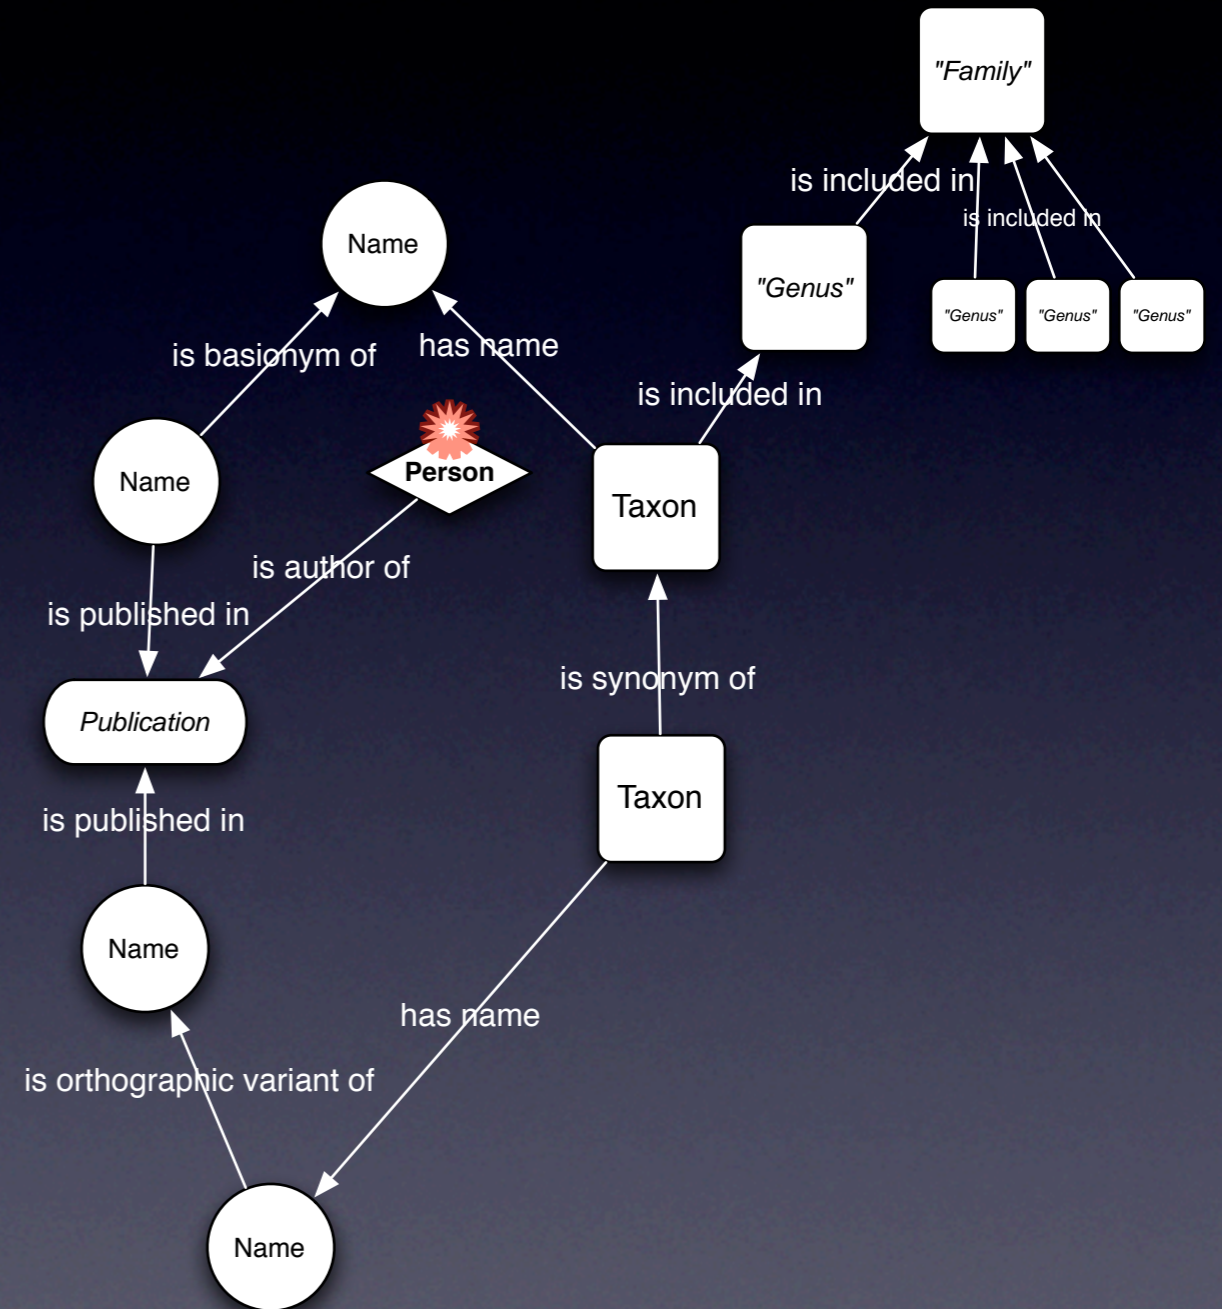 "Family"
is included in
is included in
Name
"Genus"
"Genus"
"Genus"
"Genus"
is basionym of
has name
is included in
Person
Name
Taxon
is author of
is published in
is synonym of
Publication
Taxon
is published in
Name
has name
is orthographic variant of
Name